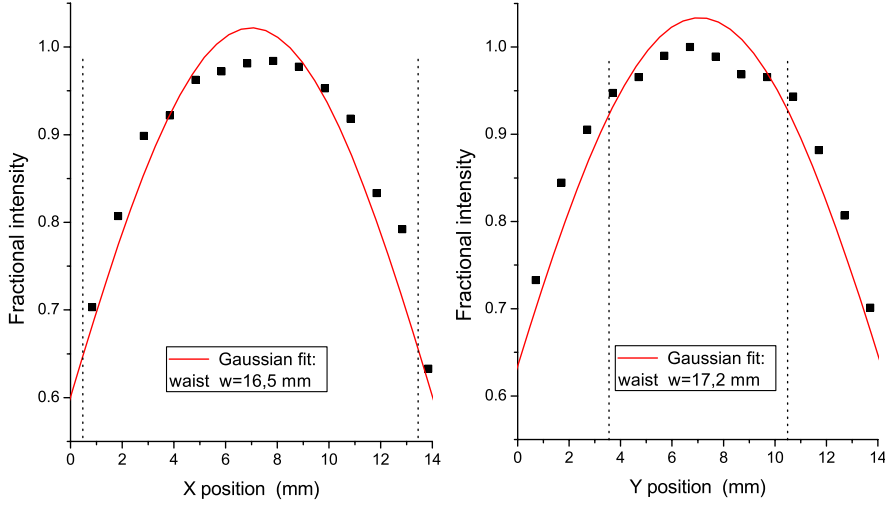 1.0
0.9
0.8
0.7
0.6
Fractional intensity
Gaussian fit:
waist w=16,5 mm
0 2 4 6 8 10 12 14
X position (mm)
1.0
0.9
0.8
0.7
0.6
Fractional intensity
Gaussian fit:
waist w=17,2 mm
0 2 4 6 8 10 12 14
Y position (mm)